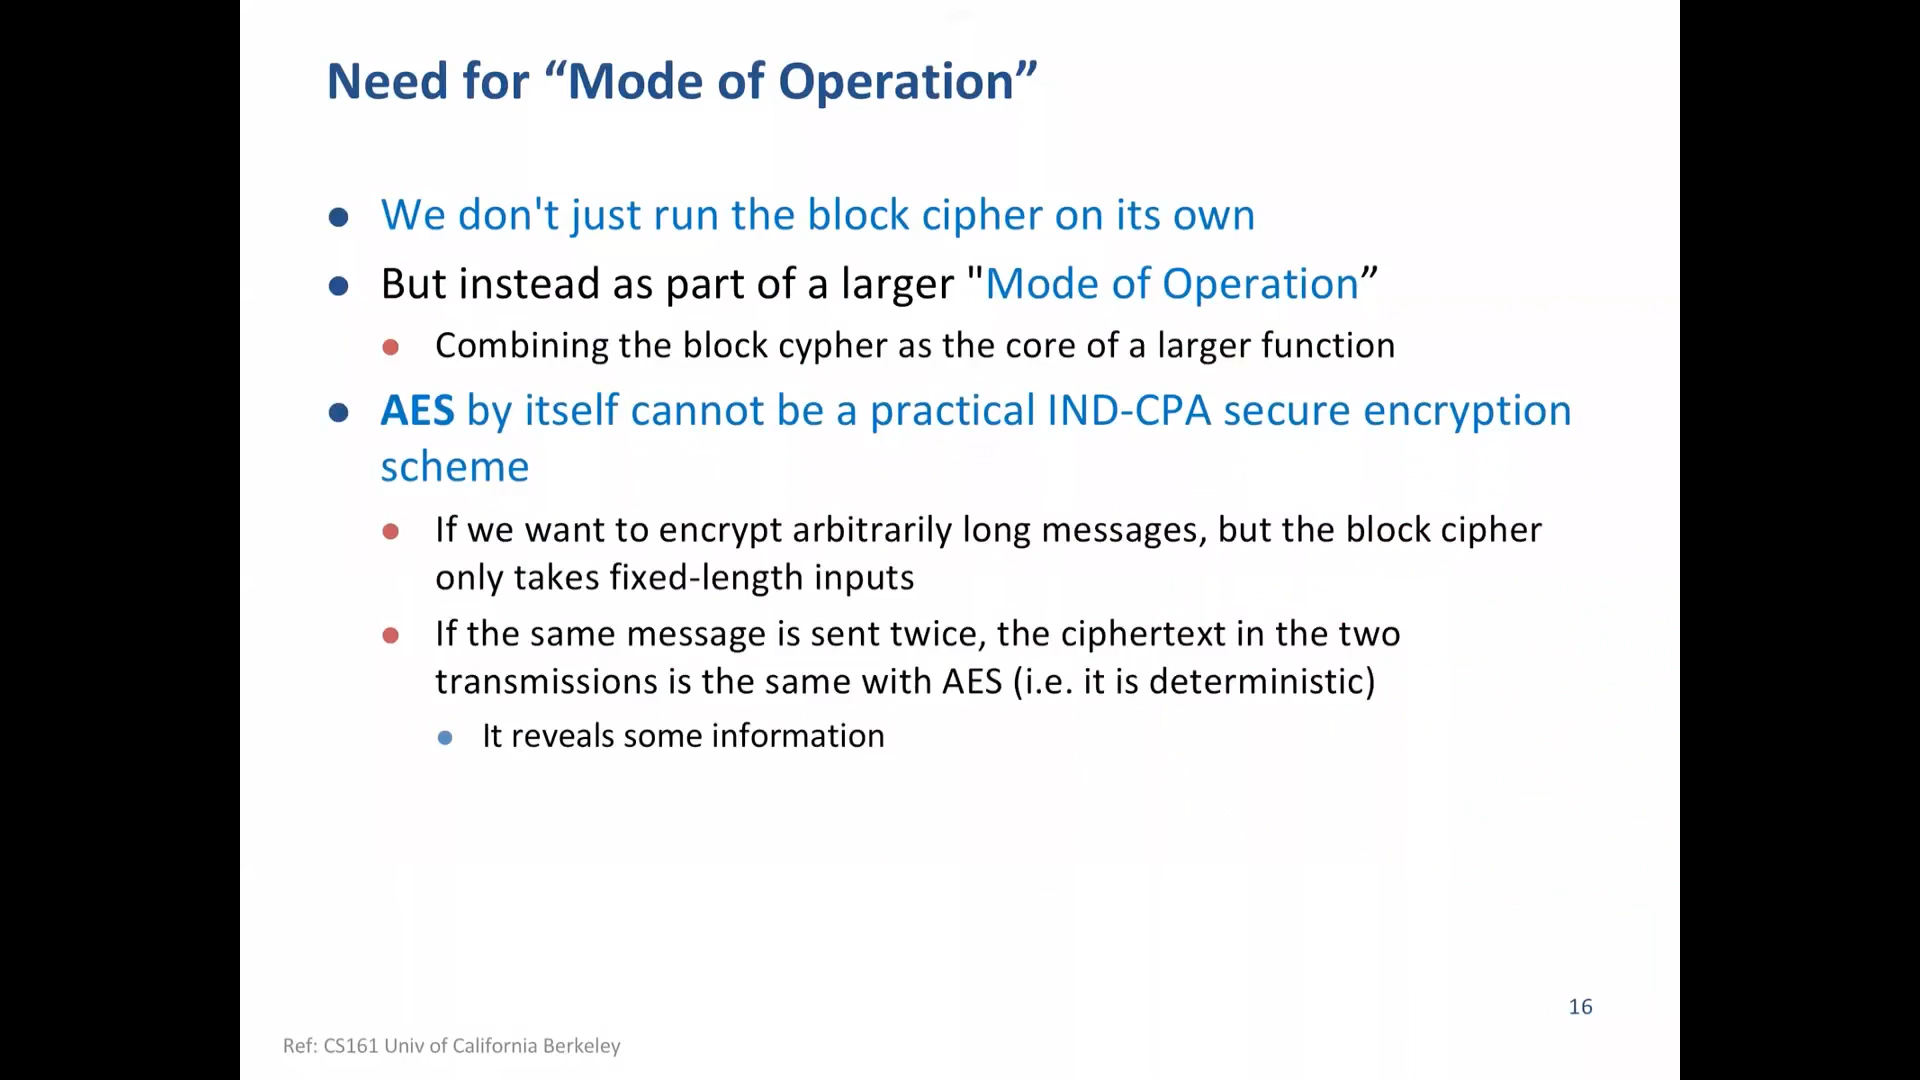 Need for “Mode of Operation”
We don't just run the block cipher on its own
But instead as part of a larger "Mode of Operation”
Combining the block cypher as the core of a larger function
AES by itself cannot be a practical IND-CPA secure encryption
scheme
If we want to encrypt arbitrarily long messages, but the block cipher
only takes fixed-length inputs
If the same message is sent twice, the ciphertext in the two
transmissions is the same with AES (i.e. it is deterministic)
It reveals some information
16
Ref: CS161 Univ of California Berkeley